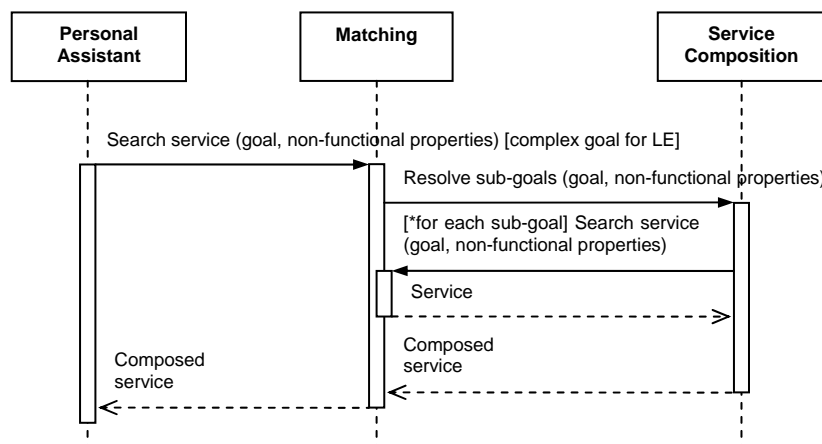 Personal
Assistant
Matching
Service
Composition
Search service (goal, non-functional properties) [complex goal for LE]
Resolve sub-goals (goal, non-functional properties)
[*for each sub-goal] Search service
(goal, non-functional properties)
Service
Composed
service
Composed
service